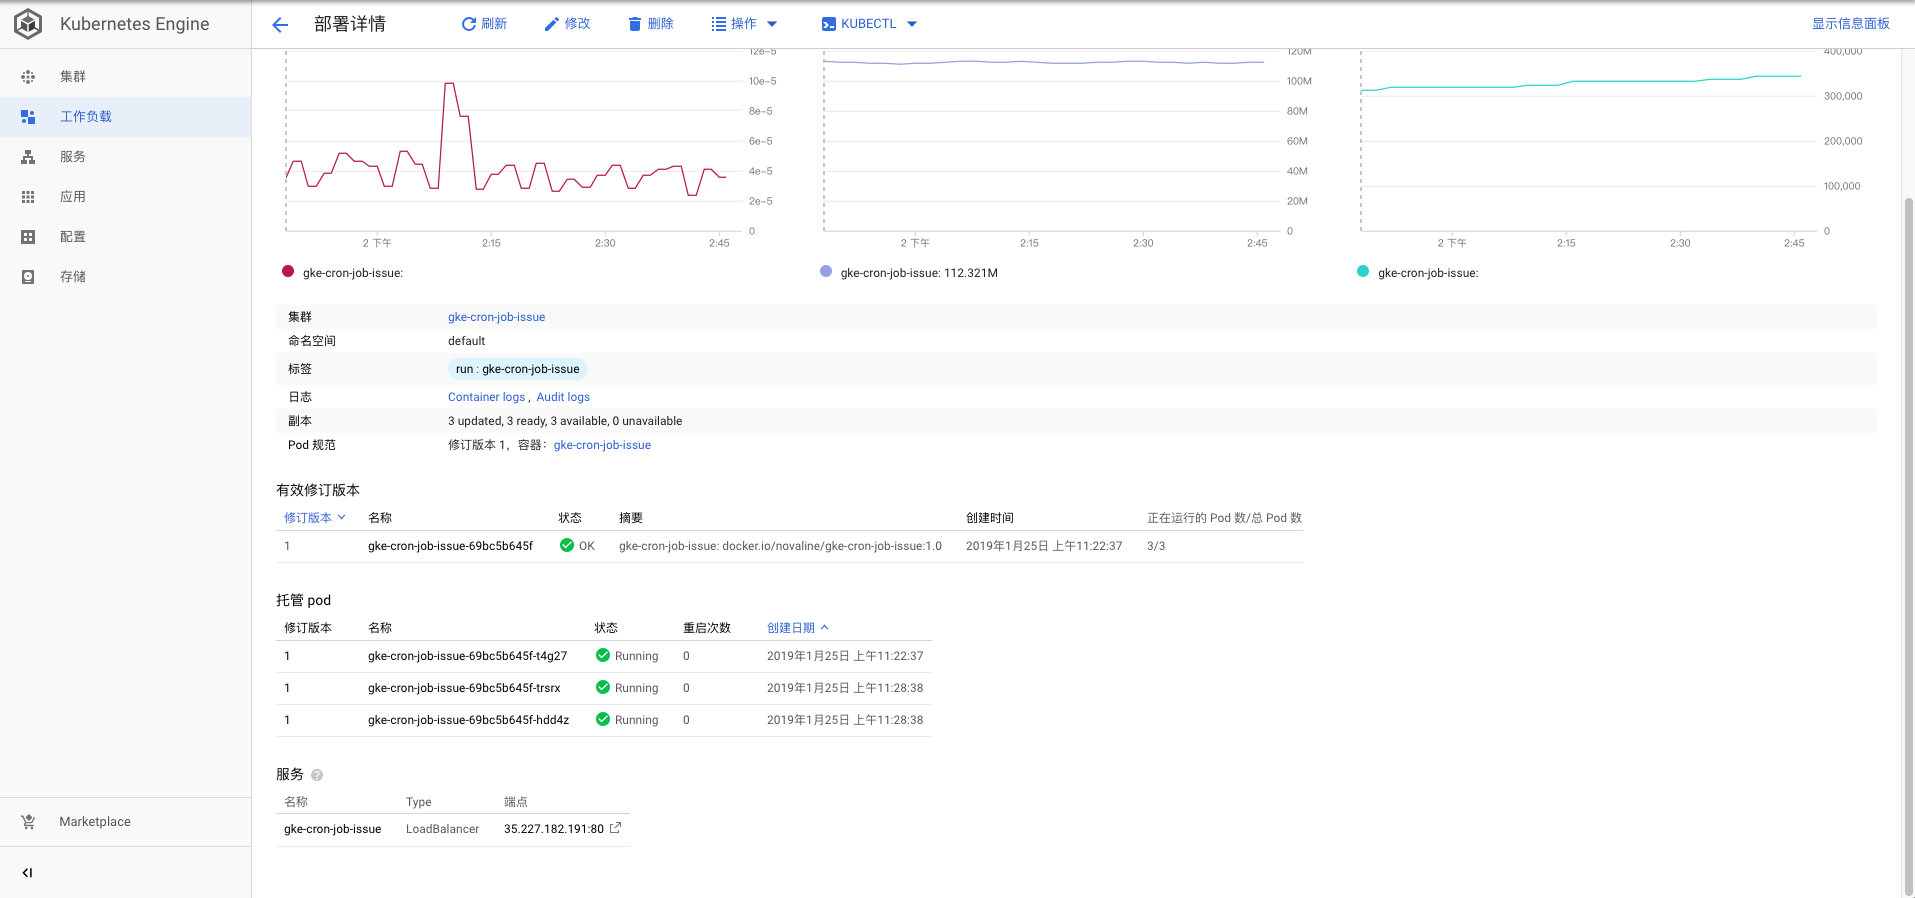 Kubernetes Engine
部署详情
刷新
修改
删除
操作
KUBECTL
显示信息面板
集群
工作负载
服务
应用
配置
存储
Marketplace
12e-5
10e-5
8e-5
6e-5
4e-5
2e-5
0
2 下午
2:15
2:30
2:45
gke-cron-job-issue:
120M
100M
80M
60M
40M
20M
0
2 下午
2:15
2:30
2:45
gke-cron-job-issue: 112.321M
400,000
300,000
200,000
100,000
0
2 下午
2:15
2:30
2:45
gke-cron-job-issue:
集群 gke-cron-job-issue
命名空间 default
标签 run : gke-cron-job-issue
日志 Container logs , Audit logs
副本 3 updated, 3 ready, 3 available, 0 unavailable
Pod 规范 修订版本 1，容器： gke-cron-job-issue
有效修订版本
修订版本 名称 状态 摘要 创建时间 正在运行的 Pod 数/总 Pod 数
1 gke-cron-job-issue-69bc5b645f OK gke-cron-job-issue: docker.io/novaline/gke-cron-job-issue:1.0 2019年1月25日 上午11:22:37 3/3
托管 pod
修订版本 名称 状态 重启次数 创建日期
1 gke-cron-job-issue-69bc5b645f-t4g27 Running 0 2019年1月25日 上午11:22:37
1 gke-cron-job-issue-69bc5b645f-trsrx Running 0 2019年1月25日 上午11:28:38
1 gke-cron-job-issue-69bc5b645f-hdd4z Running 0 2019年1月25日 上午11:28:38
服务 ?
名称 Type 端点
gke-cron-job-issue LoadBalancer 35.227.182.191:80